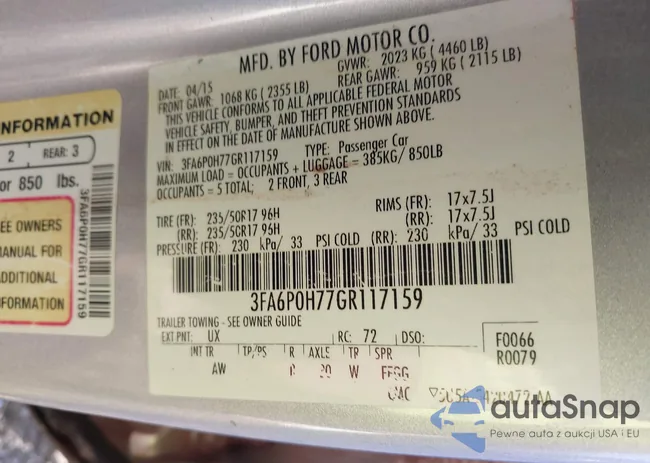 MFD. BY FORD MOTOR CO.
DATE: 04/15 GVWR: 2023 KG ( 4460 LB)
FRONT GAWR: 1068 KG ( 2355 LB) REAR GAWR: 959 KG ( 2115 LB)
THIS VEHICLE CONFORMS TO ALL APPLICABLE FEDERAL MOTOR
VEHICLE SAFETY, BUMPER, AND THEFT PREVENTION STANDARDS
IN EFFECT ON THE DATE OF MANUFACTURE SHOWN ABOVE.
VIN: 3FA6P0H77GR117159 TYPE: Passenger Car
MAXIMUM LOAD = OCCUPANTS + LUGGAGE = 385KG/ 850LB
OCCUPANTS = 5 TOTAL; 2 FRONT, 3 REAR
TIRE (FR): 235/50R17 96H RIMS (FR): 17x7.5J
(RR): 235/50R17 96H (RR): 17x7.5J
PRESSURE (FR): 230 kPa/ 33 PSI COLD (RR): 230 kPa/ 33 PSI COLD
3FA6P0H77GR117159
TRAILER TOWING - SEE OWNER GUIDE
EXT PNT: UX RC: 72 DSO: F0066
R0079
INT TR TP/PS R AXLE TR SPR
AW W
INFORMATION
2 REAR: 3
or 850 lbs.
SEE OWNERS
MANUAL FOR
ADDITIONAL
INFORMATION
3FA6P0H77GR117159
autaSnap
Pewne auta z aukcji USA i EU